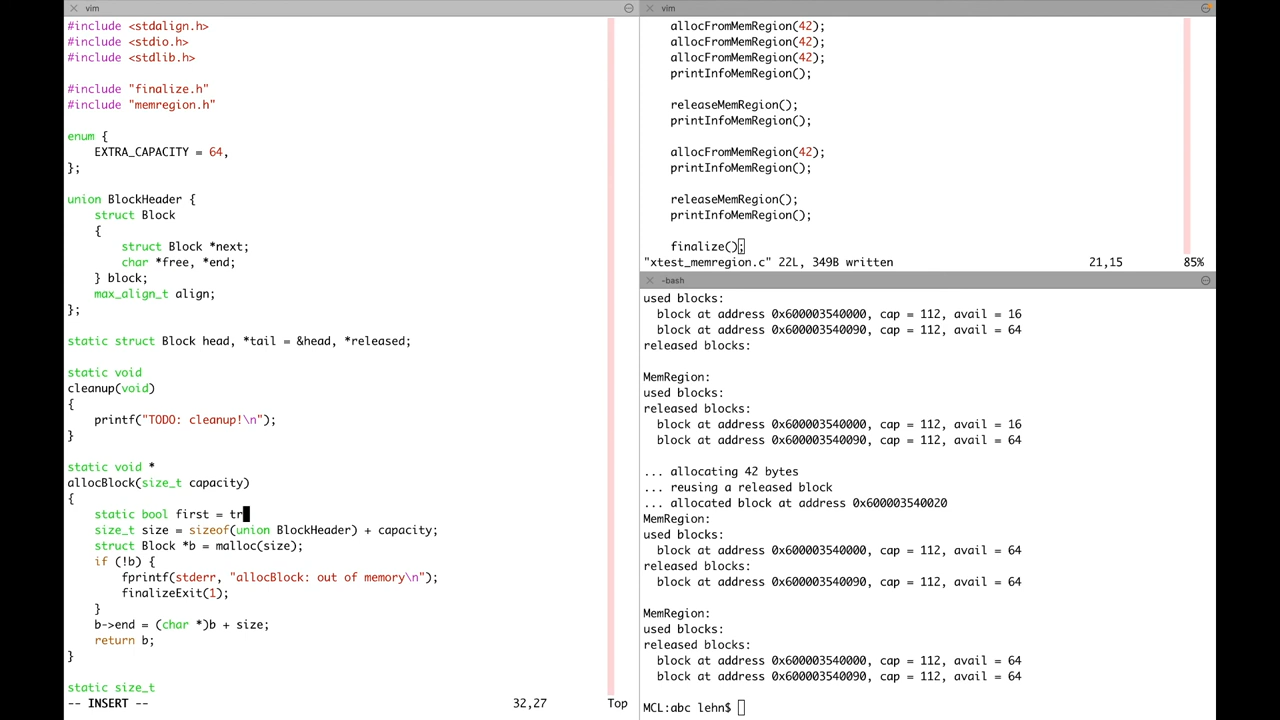 vim
#include <stdalign.h>
#include <stdio.h>
#include <stdlib.h>
#include "finalize.h"
#include "memregion.h"
enum {
    EXTRA_CAPACITY = 64,
};
union BlockHeader {
    struct Block
    {
        struct Block *next;
        char *free, *end;
    } block;
    max_align_t align;
};
static struct Block head, *tail = &head, *released;
static void
cleanup(void)
{
    printf("TODO: cleanup!\n");
}
static void *
allocBlock(size_t capacity)
{
    static bool first = tr
    size_t size = sizeof(union BlockHeader) + capacity;
    struct Block *b = malloc(size);
    if (!b) {
        fprintf(stderr, "allocBlock: out of memory\n");
        finalizeExit(1);
    }
    b->end = (char *)b + size;
    return b;
}
static size_t
-- INSERT -- 32,27 Top
vim
    allocFromMemRegion(42);
    allocFromMemRegion(42);
    allocFromMemRegion(42);
    printInfoMemRegion();
    releaseMemRegion();
    printInfoMemRegion();
    allocFromMemRegion(42);
    printInfoMemRegion();
    releaseMemRegion();
    printInfoMemRegion();
    finalize();
"xtest_memregion.c" 22L, 349B written 21,15 85%
-bash
used blocks:
  block at address 0x600003540000, cap = 112, avail = 16
  block at address 0x600003540090, cap = 112, avail = 64
released blocks:
MemRegion:
used blocks:
released blocks:
  block at address 0x600003540000, cap = 112, avail = 16
  block at address 0x600003540090, cap = 112, avail = 64
... allocating 42 bytes
... reusing a released block
... allocated block at address 0x600003540020
MemRegion:
used blocks:
  block at address 0x600003540000, cap = 112, avail = 64
released blocks:
  block at address 0x600003540090, cap = 112, avail = 64
MemRegion:
used blocks:
released blocks:
  block at address 0x600003540000, cap = 112, avail = 64
  block at address 0x600003540090, cap = 112, avail = 64
MCL:abc lehn$